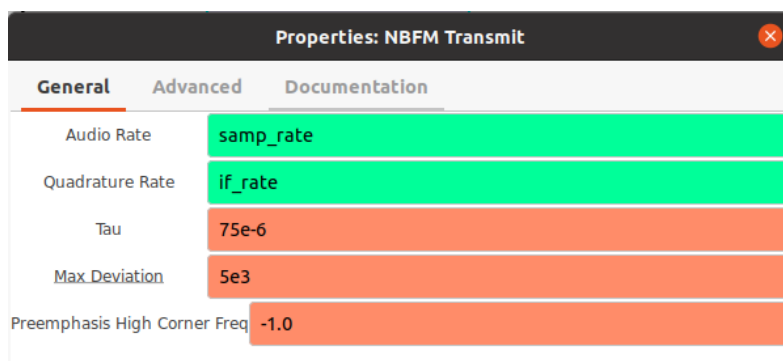 Properties: NBFM Transmit
General Advanced Documentation
Audio Rate samp_rate
Quadrature Rate if_rate
Tau 75e-6
Max Deviation 5e3
Preemphasis High Corner Freq -1.0